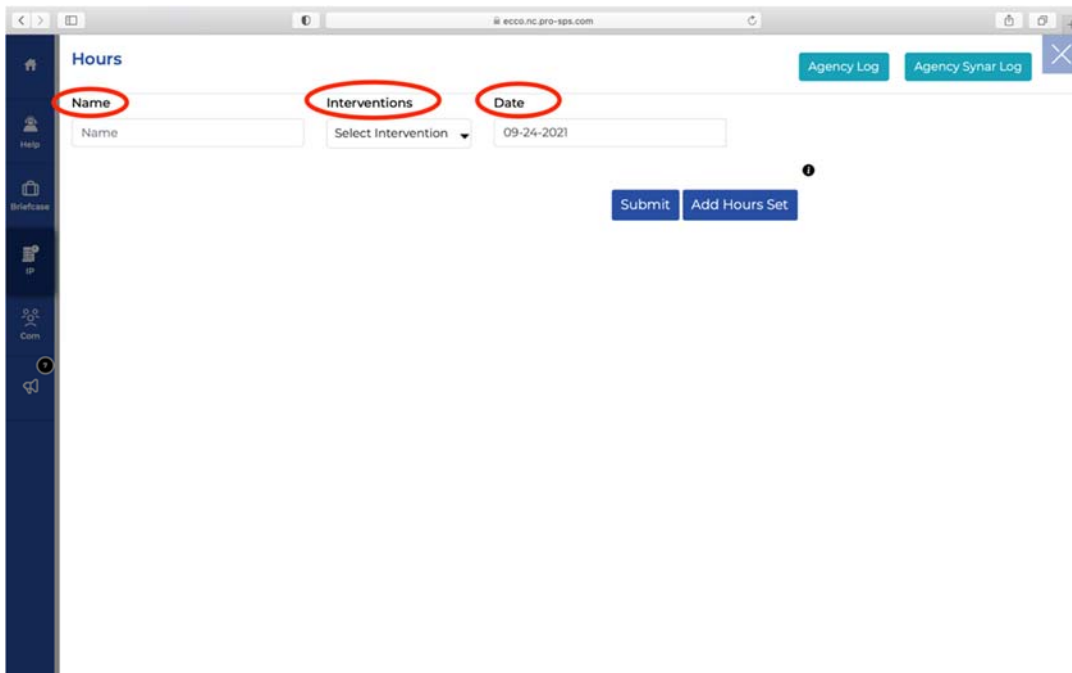 ecco.nc.pro-sps.com
Hours
Agency Log
Agency Synar Log
Name
Interventions
Date
Name
Select Intervention
09-24-2021
Submit
Add Hours Set
Help
Briefcase
IP
Com